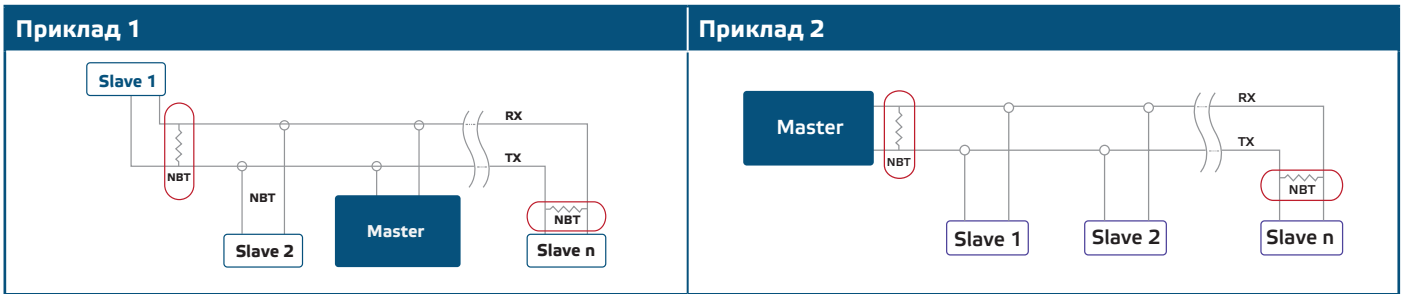 Приклад 1
Slave 1
RX
TX
NBT
NBT
NBT
Master
Slave 2
Slave n
Приклад 2
Master
RX
TX
NBT
NBT
Slave 1
Slave 2
Slave n